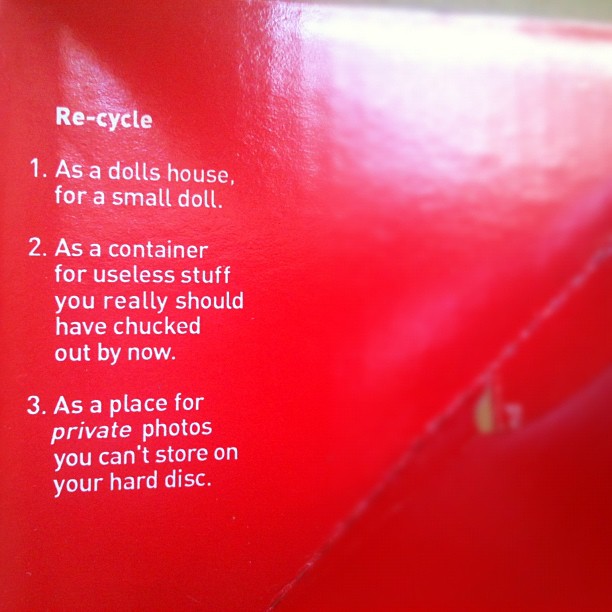 Re-cycle
1. As a dolls house,
for a small doll.
2. As a container
for useless stuff
you really should
have chucked
out by now.
3. As a place for
private photos
you can't store on
your hard disc.